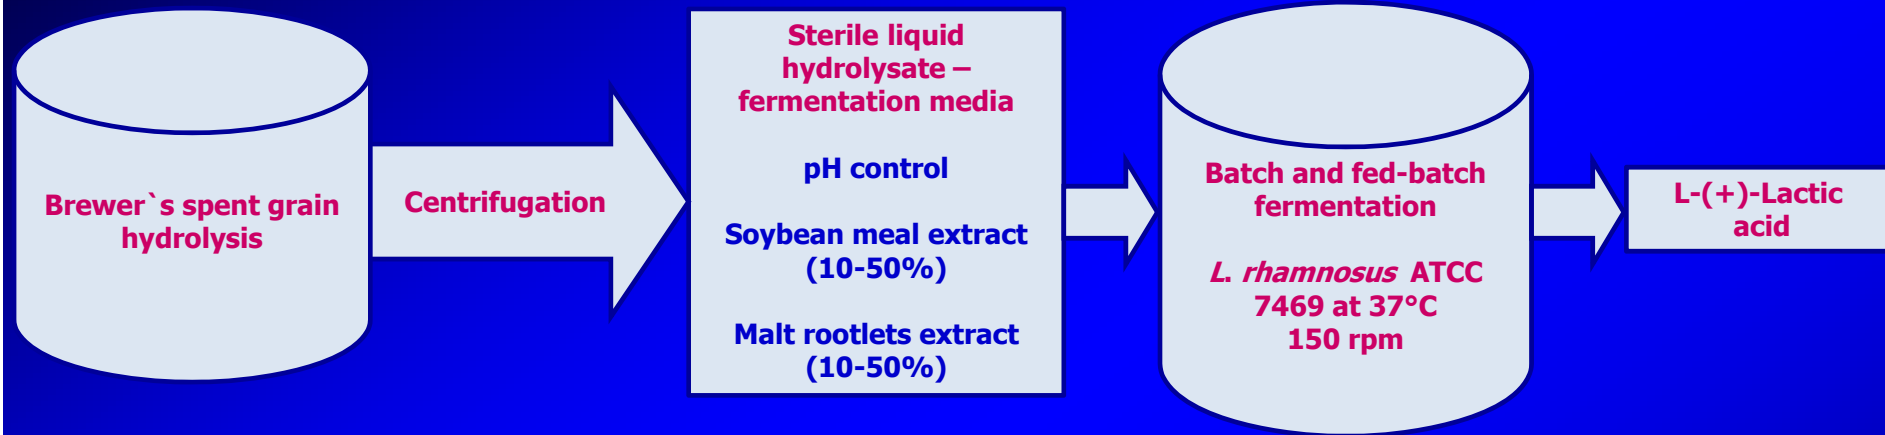 Brewer`s spent grain
hydrolysis
Centrifugation
Sterile liquid
hydrolysate –
fermentation media
pH control
Soybean meal extract
(10-50%)
Malt rootlets extract
(10-50%)
Batch and fed-batch
fermentation
L. rhamnosus ATCC
7469 at 37°C
150 rpm
L-(+)-Lactic
acid